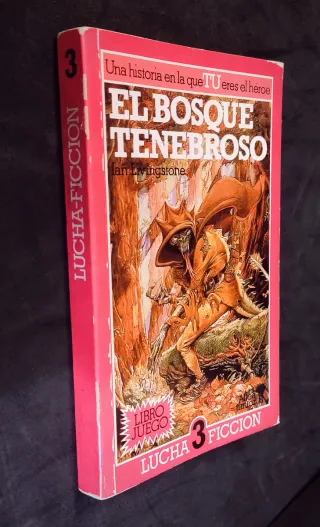 3
LUCHA-FICCION
Una historia en la que TU eres el héroe
EL BOSQUE
TENEBROSO
Ian Livingstone
LIBRO
JUEGO
LUCHA 3 FICCION